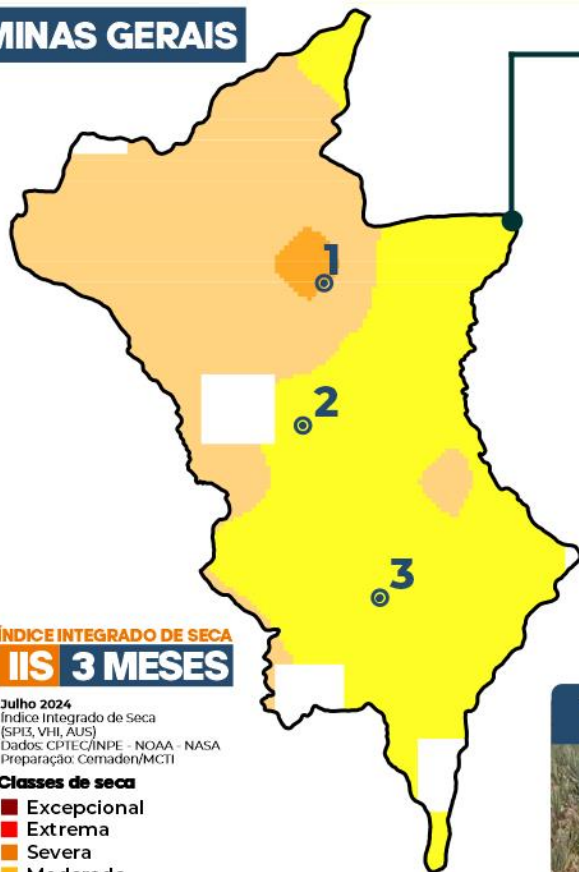 MINAS GERAIS
1
2
3
ÍNDICE INTEGRADO DE SECA
IIS 3 MESES
Julho 2024
Índice Integrado de Seca
(SPI3, VHI, AUS)
Dados: CPTEC/INPE - NOAA - NASA
Preparação: Cemaden/MCTI
Classes de seca
Excepcional
Extrema
Severa
Moderada